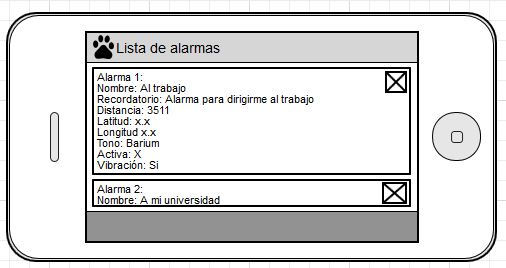 Lista de alarmas
Alarma 1:
Nombre: Al trabajo
Recordatorio: Alarma para dirigirme al trabajo
Distancia: 3511
Latitud: x.x
Longitud x.x
Tono: Barium
Activa: X
Vibración: Si
Alarma 2:
Nombre: A mi universidad